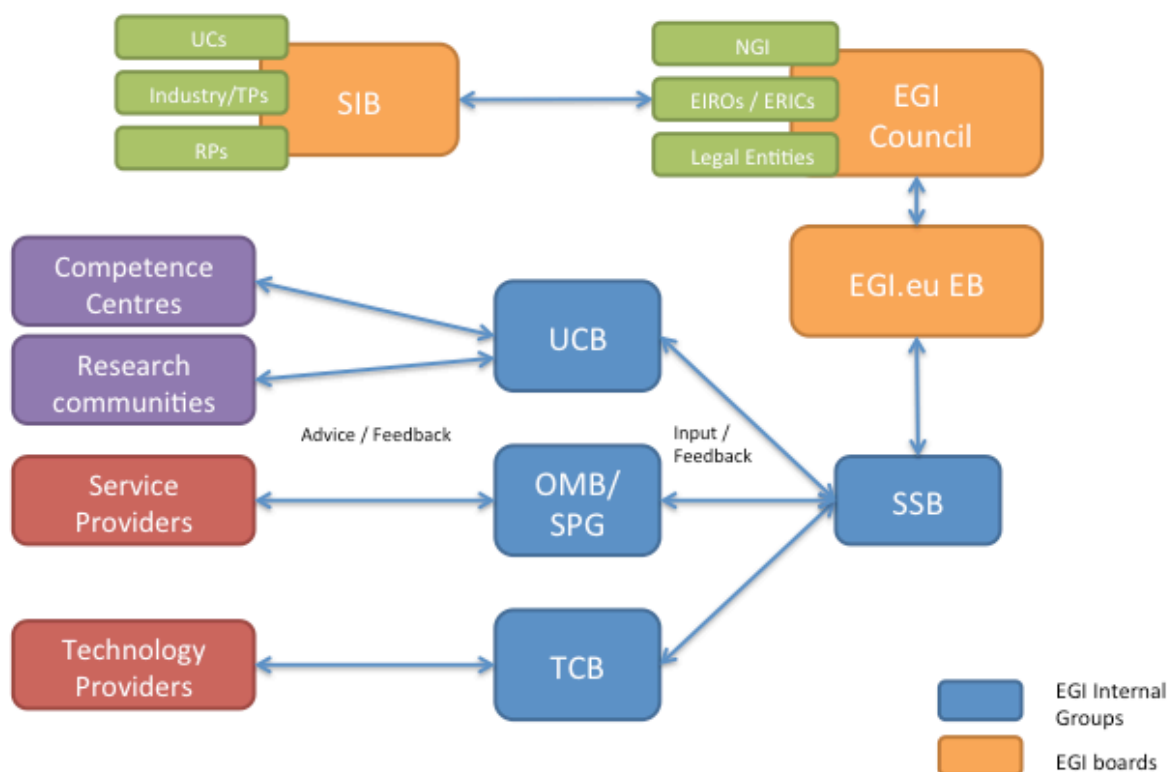 UCs
Industry/TPs
RPs
SIB
NGI
EIROs / ERICs
Legal Entities
EGI
Council
EGI.eu EB
Competence
Centres
Research
communities
UCB
Advice / Feedback
Input /
Feedback
Service
Providers
OMB/
SPG
SSB
Technology
Providers
TCB
EGI Internal
Groups
EGI boards